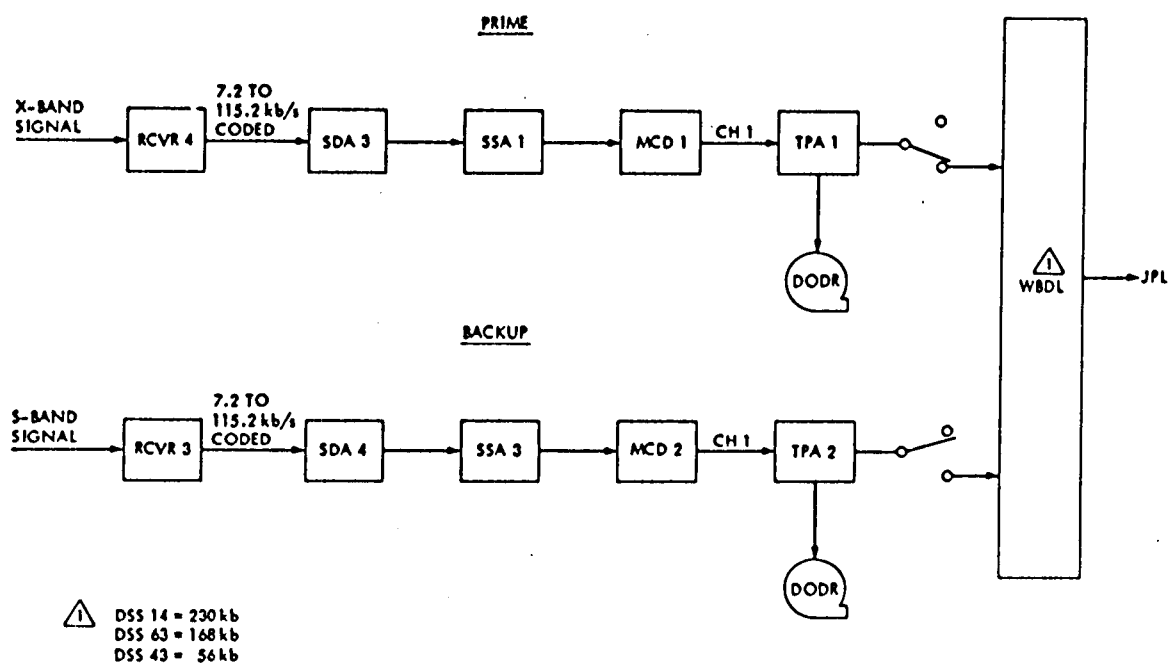 PRIME
X-BAND
SIGNAL
RCVR 4
7.2 TO
115.2 kb/s
CODED
SDA 3
SSA 1
MCD 1
CH 1
TPA 1
DODR
1
WBDL
JPL
BACKUP
S-BAND
SIGNAL
RCVR 3
7.2 TO
115.2 kb/s
CODED
SDA 4
SSA 3
MCD 2
CH 1
TPA 2
DODR
1 DSS 14 = 230 kb
DSS 63 = 168 kb
DSS 43 = 56 kb